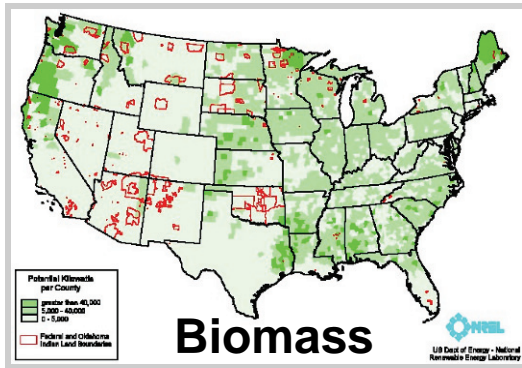 Potential Kilowatts
per County
greater than 40,000
5,000 - 40,000
0 - 5,000
Federal and Oklahoma
Indian Land Boundaries
Biomass
NREL
US Dept of Energy - National
Renewable Energy Laboratory